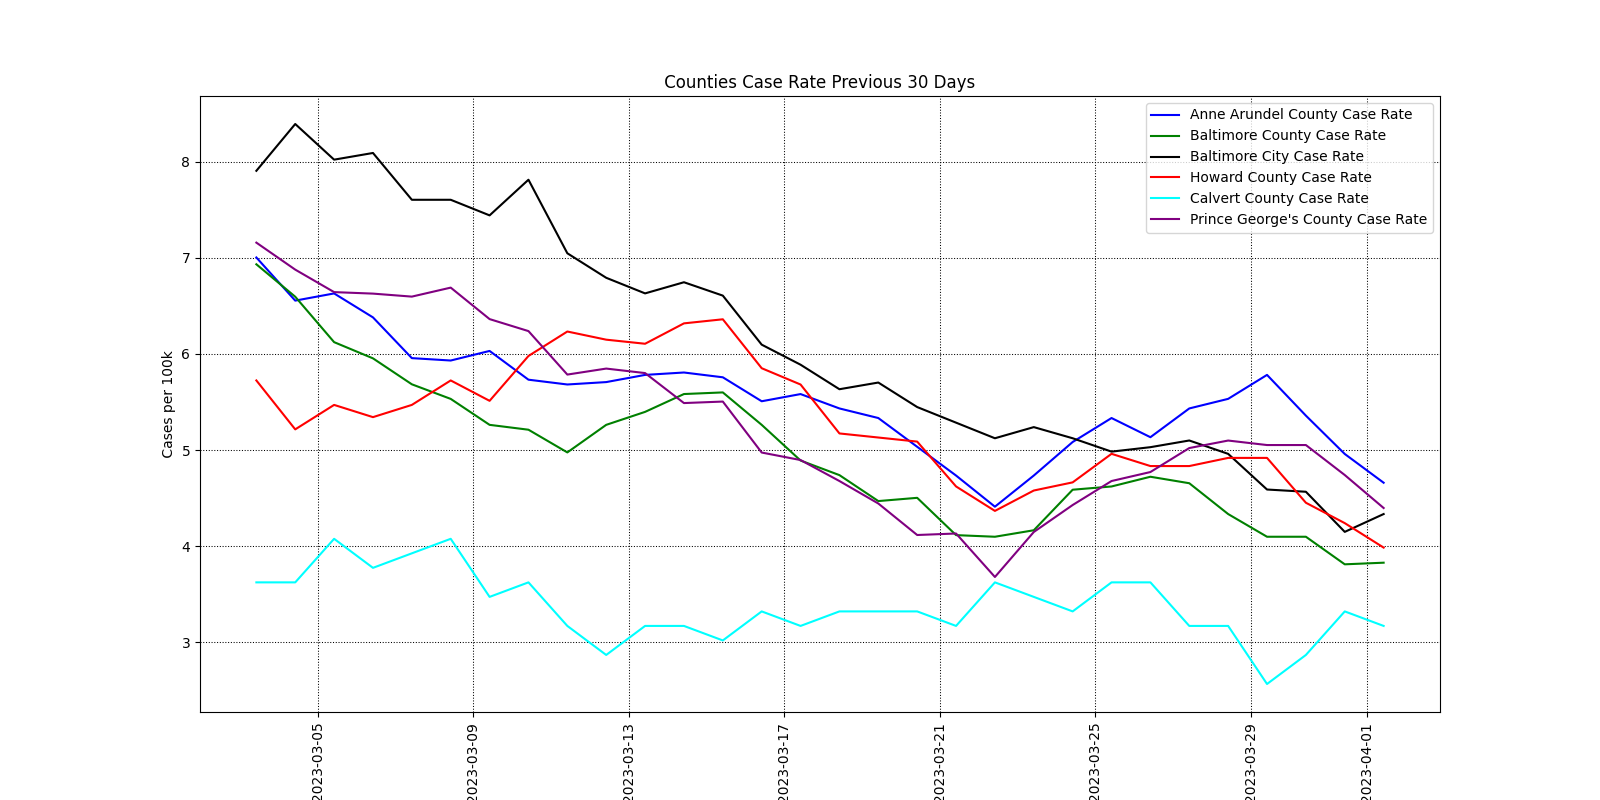 Counties Case Rate Previous 30 Days
Anne Arundel County Case Rate
Baltimore County Case Rate
Baltimore City Case Rate
Howard County Case Rate
Calvert County Case Rate
Prince George's County Case Rate
Cases per 100k
8
7
6
5
4
3
2023-03-05
2023-03-09
2023-03-13
2023-03-17
2023-03-21
2023-03-25
2023-03-29
2023-04-01